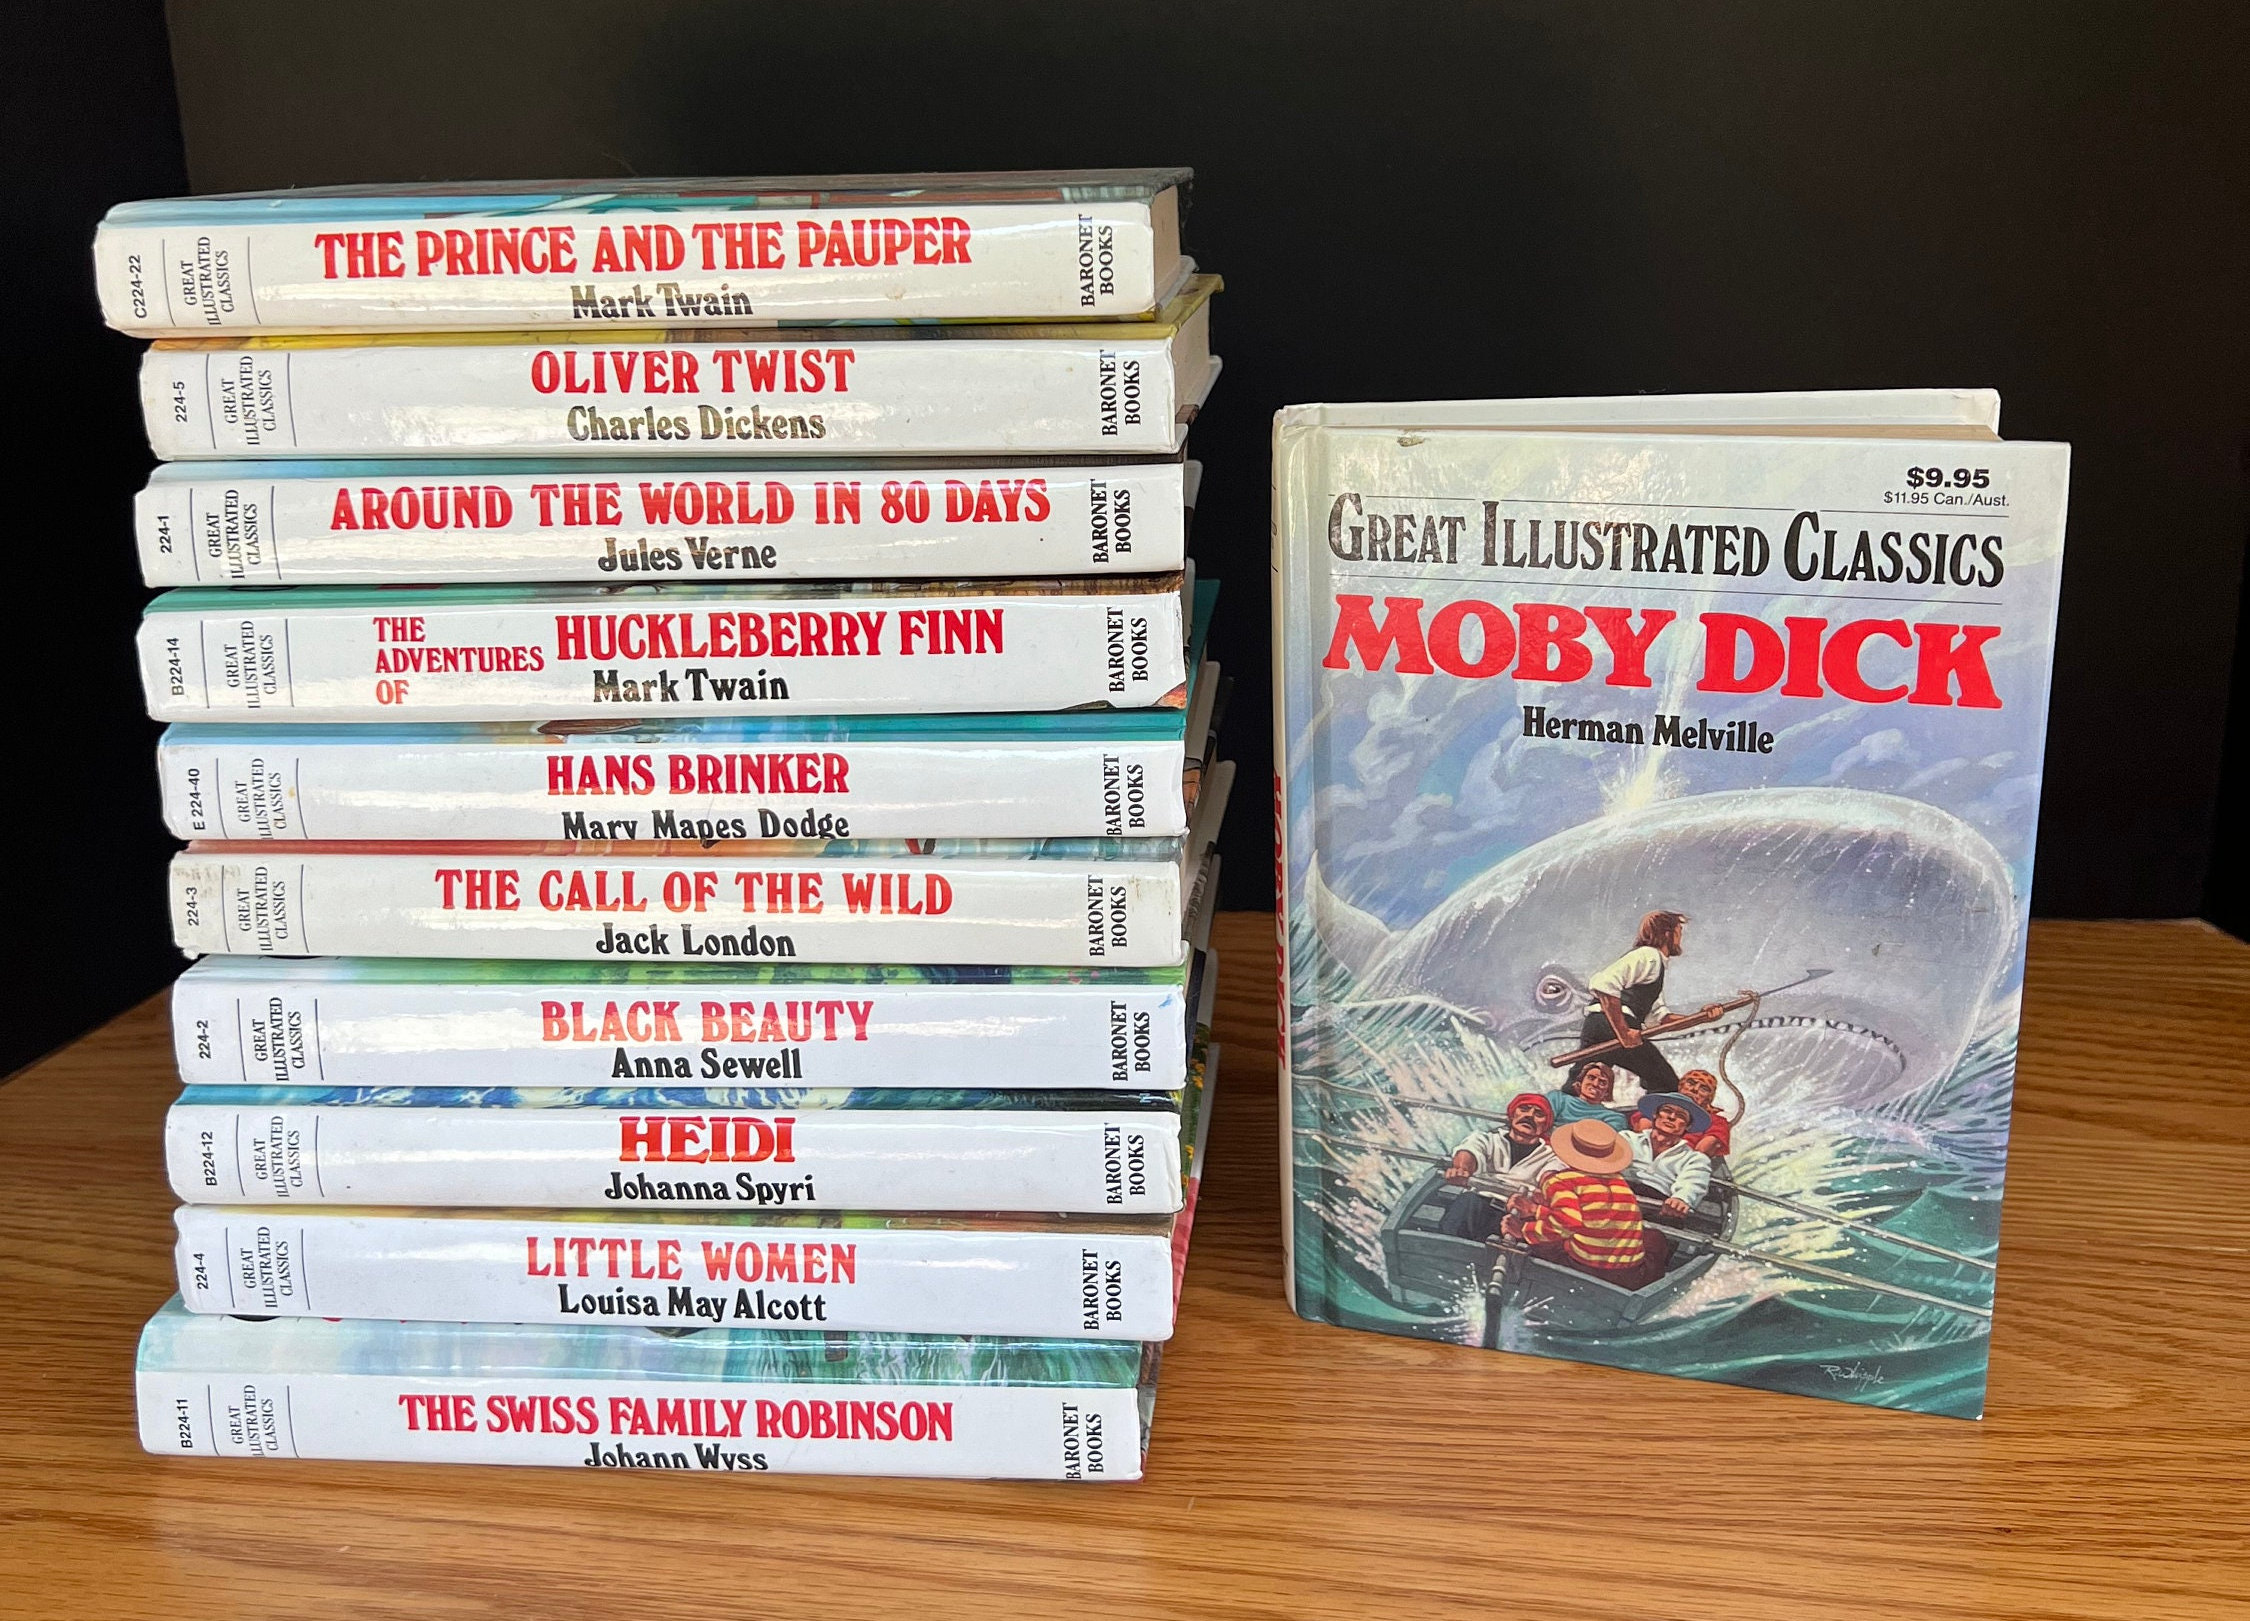 C224-22
GREAT
ILLUSTRATED
CLASSICS
THE PRINCE AND THE PAUPER
Mark Twain
BARONET
BOOKS
224-5
GREAT
ILLUSTRATED
CLASSICS
OLIVER TWIST
Charles Dickens
BARONET
BOOKS
224-1
GREAT
ILLUSTRATED
CLASSICS
AROUND THE WORLD IN 80 DAYS
Jules Verne
BARONET
BOOKS
B224-14
GREAT
ILLUSTRATED
CLASSICS
THE
ADVENTURES
OF
HUCKLEBERRY FINN
Mark Twain
BARONET
BOOKS
E 224-40
GREAT
ILLUSTRATED
CLASSICS
HANS BRINKER
Mary Mapes Dodge
BARONET
BOOKS
224-3
GREAT
ILLUSTRATED
CLASSICS
THE CALL OF THE WILD
Jack London
BARONET
BOOKS
224-2
GREAT
ILLUSTRATED
CLASSICS
BLACK BEAUTY
Anna Sewell
BARONET
BOOKS
B224-12
GREAT
ILLUSTRATED
CLASSICS
HEIDI
Johanna Spyri
BARONET
BOOKS
224-4
GREAT
ILLUSTRATED
CLASSICS
LITTLE WOMEN
Louisa May Alcott
BARONET
BOOKS
B224-11
GREAT
ILLUSTRATED
CLASSICS
THE SWISS FAMILY ROBINSON
Johann Wyss
BARONET
BOOKS
$9.95
$11.95 Can./Aust.
GREAT ILLUSTRATED CLASSICS
MOBY DICK
Herman Melville
MOBY DICK